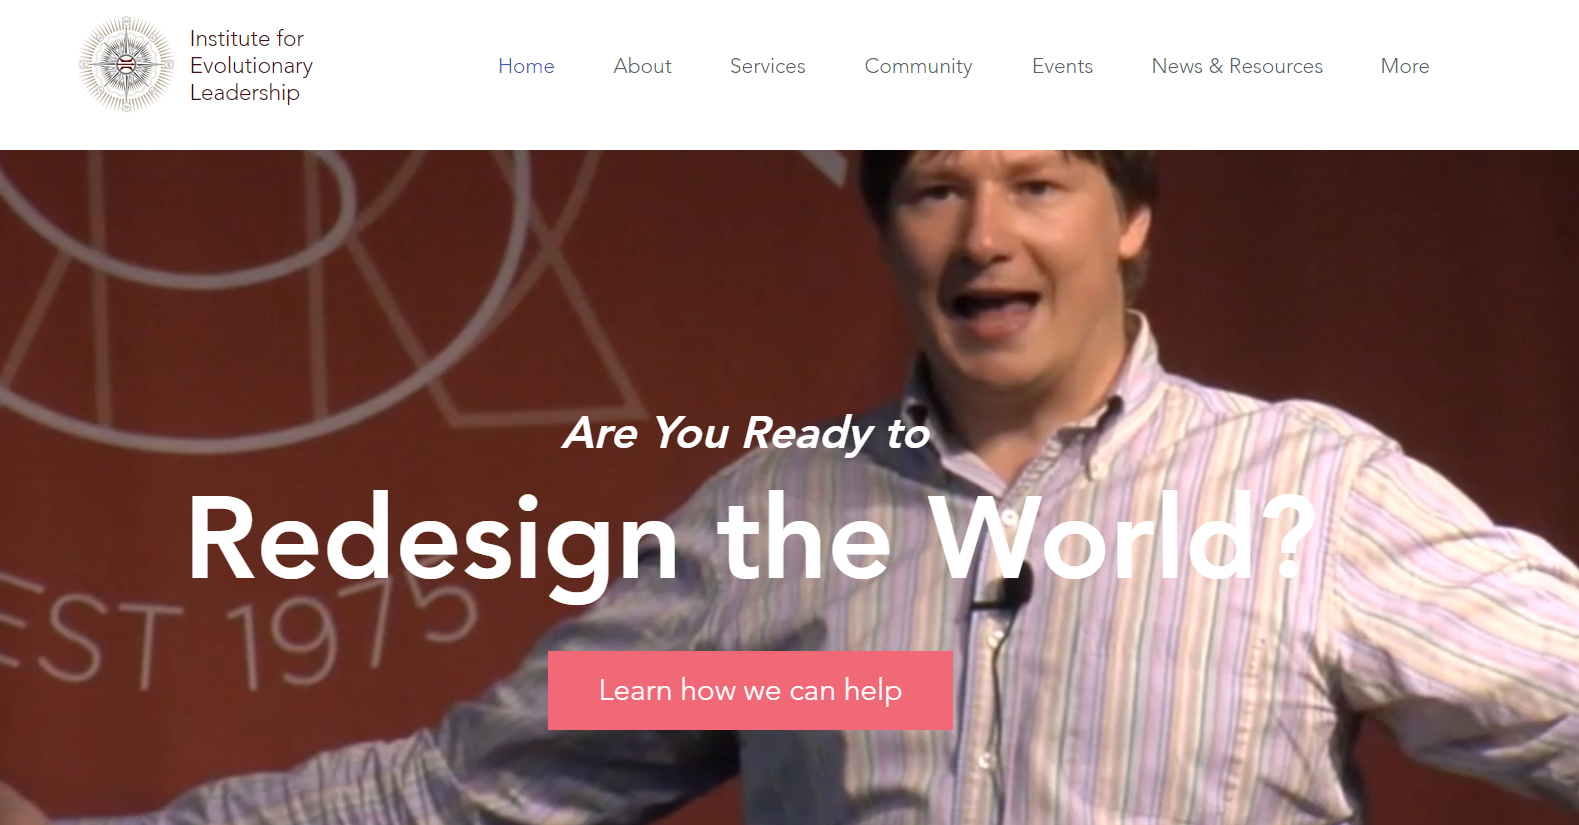 Institute for
Evolutionary
Leadership
Home About Services Community Events News & Resources More
Are You Ready to
Redesign the World?
EST 1975
Learn how we can help